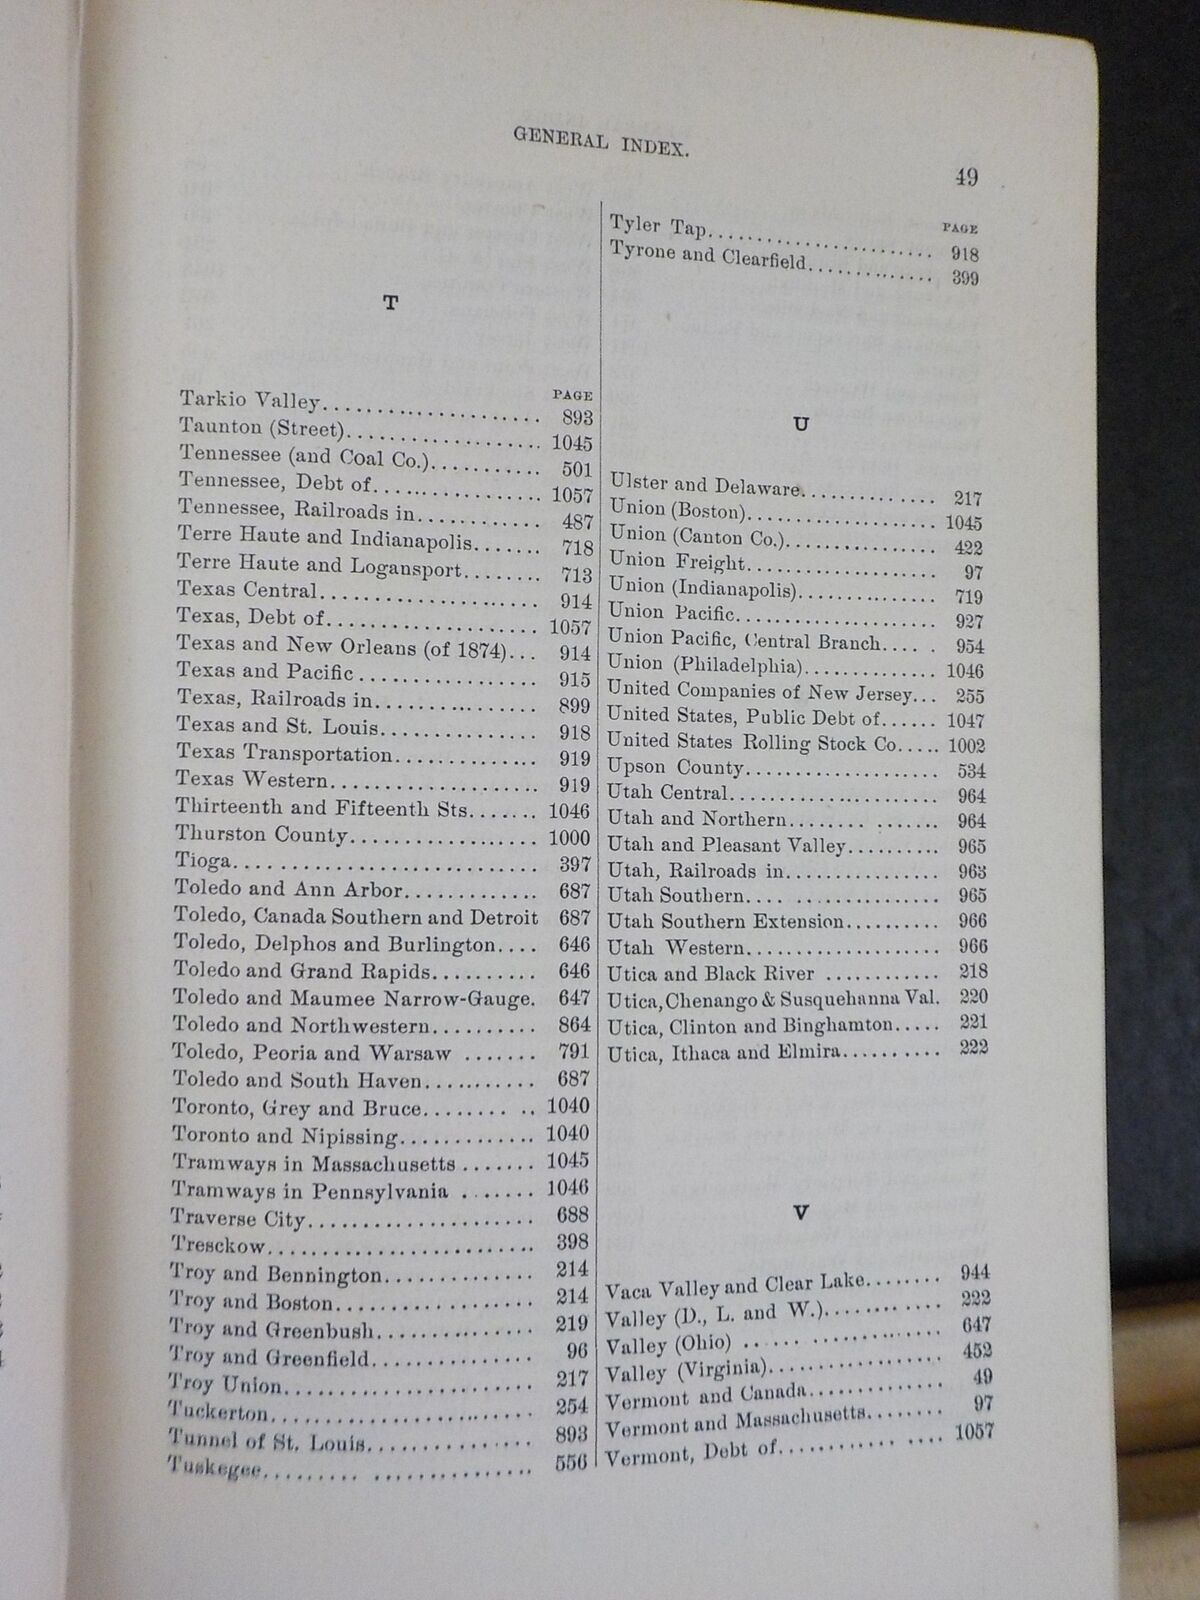 GENERAL INDEX.
49
T
PAGE
Tarkio Valley..................... 893
Taunton (Street)................... 1045
Tennessee (and Coal Co.)........... 501
Tennessee, Debt of................. 1057
Tennessee, Railroads in............ 487
Terre Haute and Indianapolis....... 718
Terre Haute and Logansport........ 713
Texas Central...................... 914
Texas, Debt of..................... 1057
Texas and New Orleans (of 1874)... 914
Texas and Pacific ................. 915
Texas, Railroads in................ 899
Texas and St. Louis............... 918
Texas Transportation.............. 919
Texas Western.................... 919
Thirteenth and Fifteenth Sts....... 1046
Thurston County.................. 1000
Tioga............................ 397
Toledo and Ann Arbor............ 687
Toledo, Canada Southern and Detroit 687
Toledo, Delphos and Burlington.... 646
Toledo and Grand Rapids.......... 646
Toledo and Maumee Narrow-Gauge. 647
Toledo and Northwestern.......... 864
Toledo, Peoria and Warsaw ....... 791
Toledo and South Haven........... 687
Toronto, Grey and Bruce........ .. 1040
Toronto and Nipissing............. 1040
Tramways in Massachusetts ....... 1045
Tramways in Pennsylvania ....... 1046
Traverse City..................... 688
Tresckow......................... 398
Troy and Bennington.............. 214
Troy and Boston.................. 214
Troy and Greenbush............... 219
Troy and Greenfield............... 96
Troy Union....................... 217
Tuckerton........................ 254
Tunnel of St. Louis............... 893
Tuskegee......... ............... 556
PAGE
Tyler Tap........................ 918
Tyrone and Clearfield............. 399
U
Ulster and Delaware.............. 217
Union (Boston)................... 1045
Union (Canton Co.)............... 422
Union Freight.................... 97
Union (Indianapolis).............. 719
Union Pacific..................... 927
Union Pacific, Central Branch..... . 954
Union (Philadelphia)............. 1046
United Companies of New Jersey... 255
United States, Public Debt of...... 1047
United States Rolling Stock Co..... 1002
Upson County.................... 534
Utah Central..................... 964
Utah and Northern........ ....... 964
Utah and Pleasant Valley.......... 965
Utah, Railroads in................ 963
Utah Southern.... ............... 965
Utah Southern Extension.......... 966
Utah Western.................... 966
Utica and Black River ............ 218
Utica, Chenango & Susquehanna Val. 220
Utica, Clinton and Binghamton..... 221
Utica, Ithaca and Elmira.......... 222
V
Vaca Valley and Clear Lake........ 944
Valley (D., L. and W.)............ 222
Valley (Ohio) ... .............. 647
Valley (Virginia).................. 452
Vermont and Canada.............. 49
Vermont and Massachusetts........ 97
Vermont, Debt of............ .... 1057